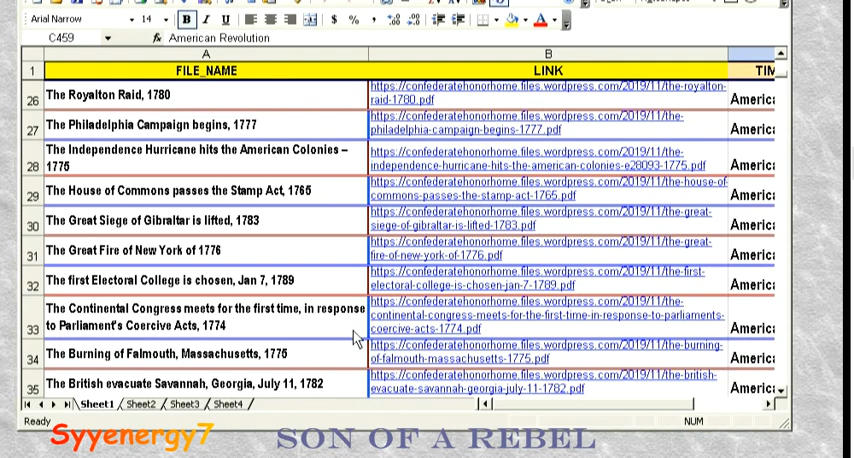 Arial Narrow 14 B I U $ % ,
C459 fx American Revolution
A B
1 FILE_NAME LINK TIM
26 The Royalton Raid, 1780 https://confederatehonorhome.files.wordpress.com/2019/11/the-royalton-
raid-1780.pdf America
27 The Philadelphia Campaign begins, 1777 https://confederatehonorhome.files.wordpress.com/2019/11/the-
philadelphia-campaign-begins-1777.pdf America
28 The Independence Hurricane hits the American Colonies – https://confederatehonorhome.files.wordpress.com/2019/11/the-
1775 independence-hurricane-hits-the-american-colonies-e28093-1775.pdf America
29 The House of Commons passes the Stamp Act, 1765 https://confederatehonorhome.files.wordpress.com/2019/11/the-house-of-
commons-passes-the-stamp-act-1765.pdf America
30 The Great Siege of Gibraltar is lifted, 1783 https://confederatehonorhome.files.wordpress.com/2019/11/the-great-
siege-of-gibraltar-is-lifted-1783.pdf America
31 The Great Fire of New York of 1776 https://confederatehonorhome.files.wordpress.com/2019/11/the-great-
fire-of-new-york-of-1776.pdf America
32 The first Electoral College is chosen, Jan 7, 1789 https://confederatehonorhome.files.wordpress.com/2019/11/the-first-
electoral-college-is-chosen-jan-7-1789.pdf America
33 The Continental Congress meets for the first time, in response https://confederatehonorhome.files.wordpress.com/2019/11/the-
to Parliament's Coercive Acts, 1774 continental-congress-meets-for-the-first-time-in-response-to-parliaments-
coercive-acts-1774.pdf America
34 The Burning of Falmouth, Massachusetts, 1775 https://confederatehonorhome.files.wordpress.com/2019/11/the-burning-
of-falmouth-massachusetts-1775.pdf America
35 The British evacuate Savannah, Georgia, July 11, 1782 https://confederatehonorhome.files.wordpress.com/2019/11/the-british-
evacuate-savannah-georgia-july-11-1782.pdf America
Sheet1 Sheet2 Sheet3 Sheet4
Ready NUM
Syyenergy7 SON OF A REBEL